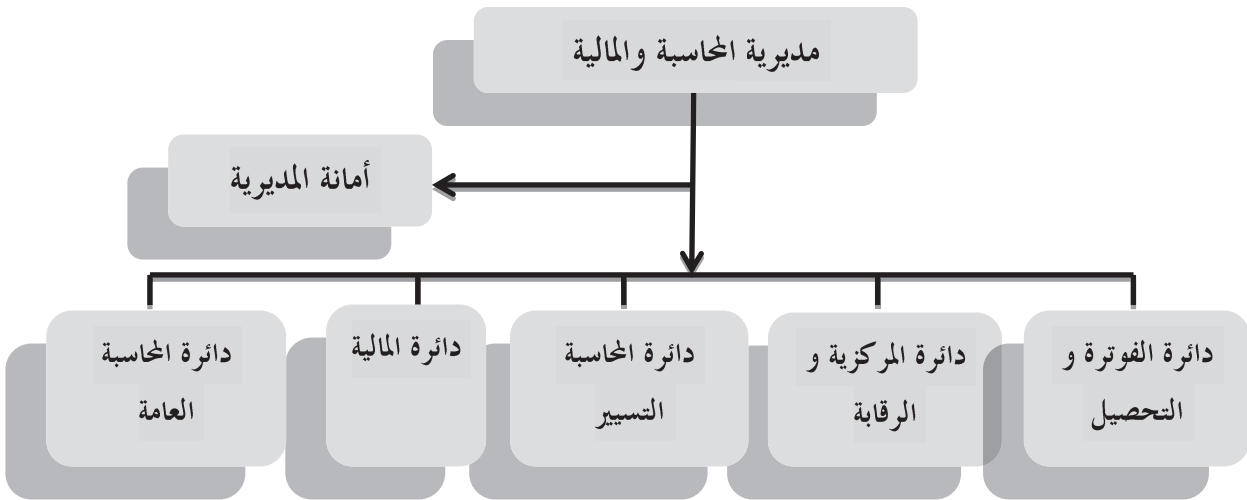 مديرية المحاسبة والمالية
أمانة المديرية
دائرة الفوترة و
التحصيل
دائرة المركزية و
الرقابة
دائرة المحاسبة
التسيير
دائرة المالية
دائرة المحاسبة
العامة